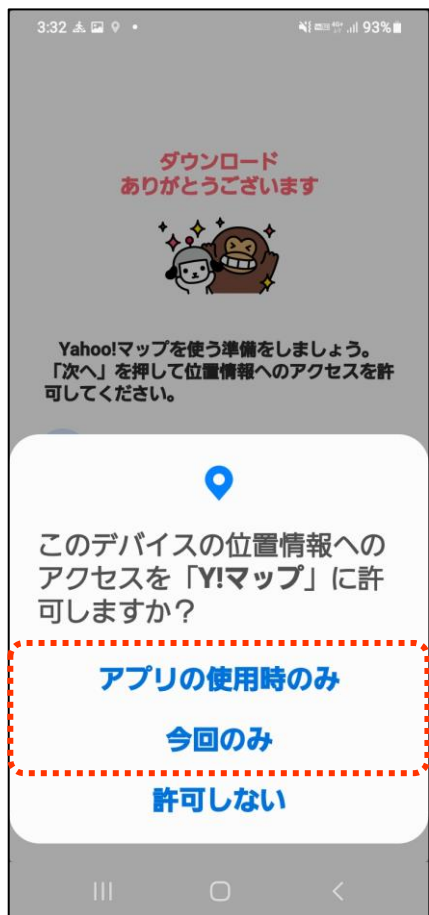 3:32
93%
ダウンロード
ありがとうございます
Yahoo!マップを使う準備をしましょう。
「次へ」を押して位置情報へのアクセスを許
可してください。
このデバイスの位置情報への
アクセスを「Y!マップ」に許
可しますか？
アプリの使用時のみ
今回のみ
許可しない